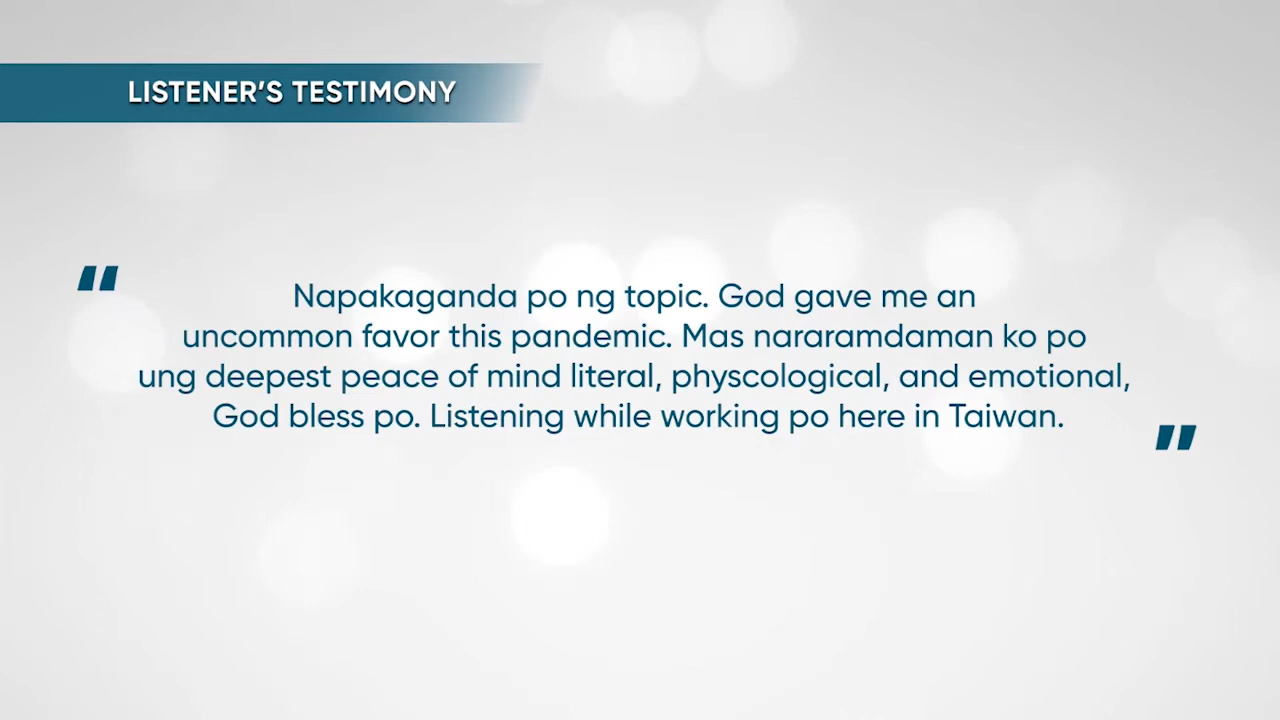 LISTENER’S TESTIMONY
" Napakaganda po ng topic. God gave me an
uncommon favor this pandemic. Mas nararamdaman ko po
ung deepest peace of mind literal, physcological, and emotional,
God bless po. Listening while working po here in Taiwan. "